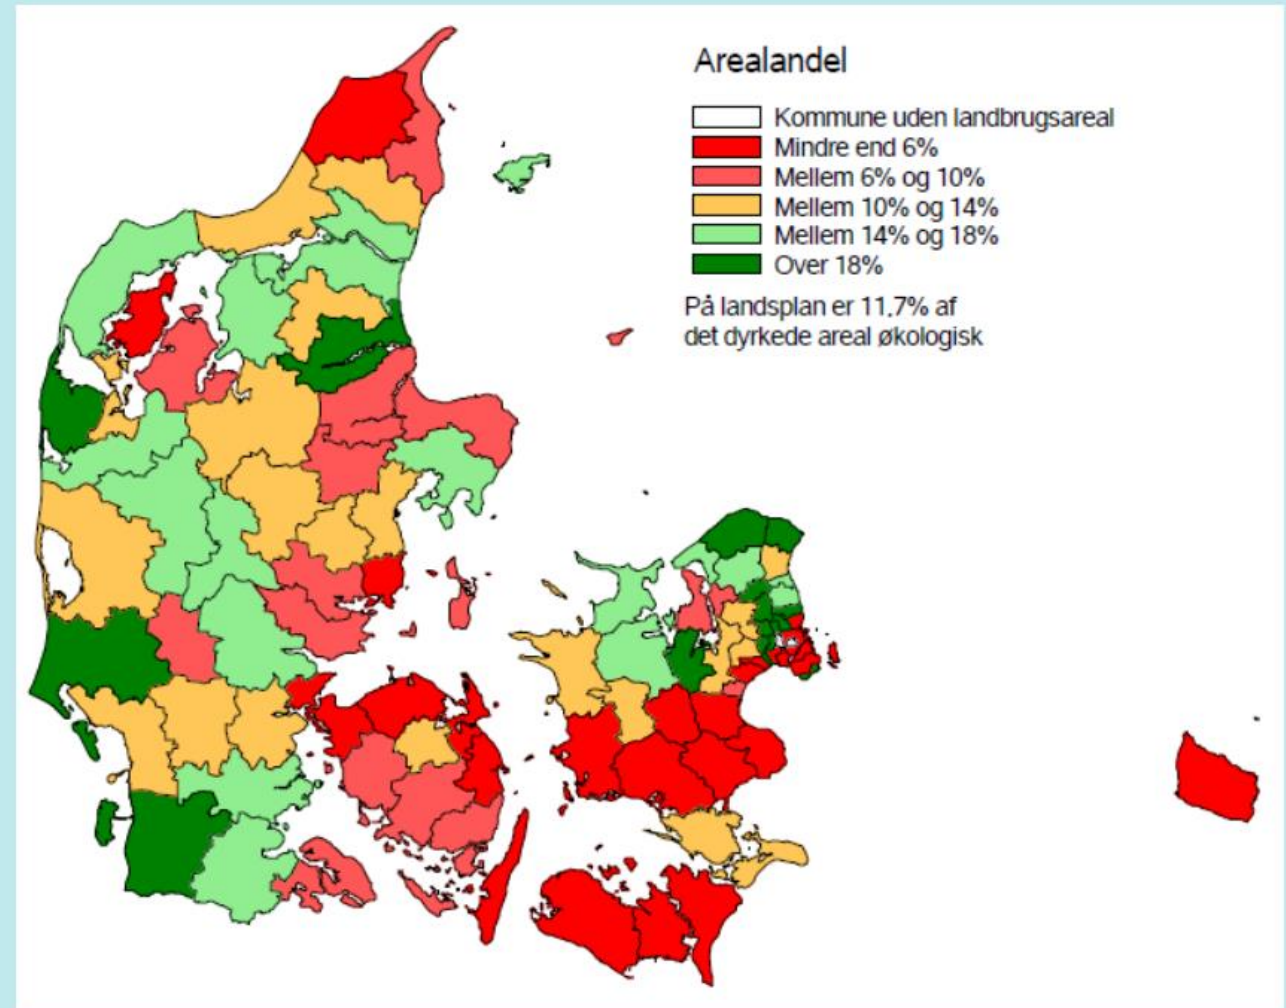 Arealandel
Kommune uden landbrugsareal
Mindre end 6%
Mellem 6% og 10%
Mellem 10% og 14%
Mellem 14% og 18%
Over 18%
På landsplan er 11,7% af
det dyrkede areal økologisk